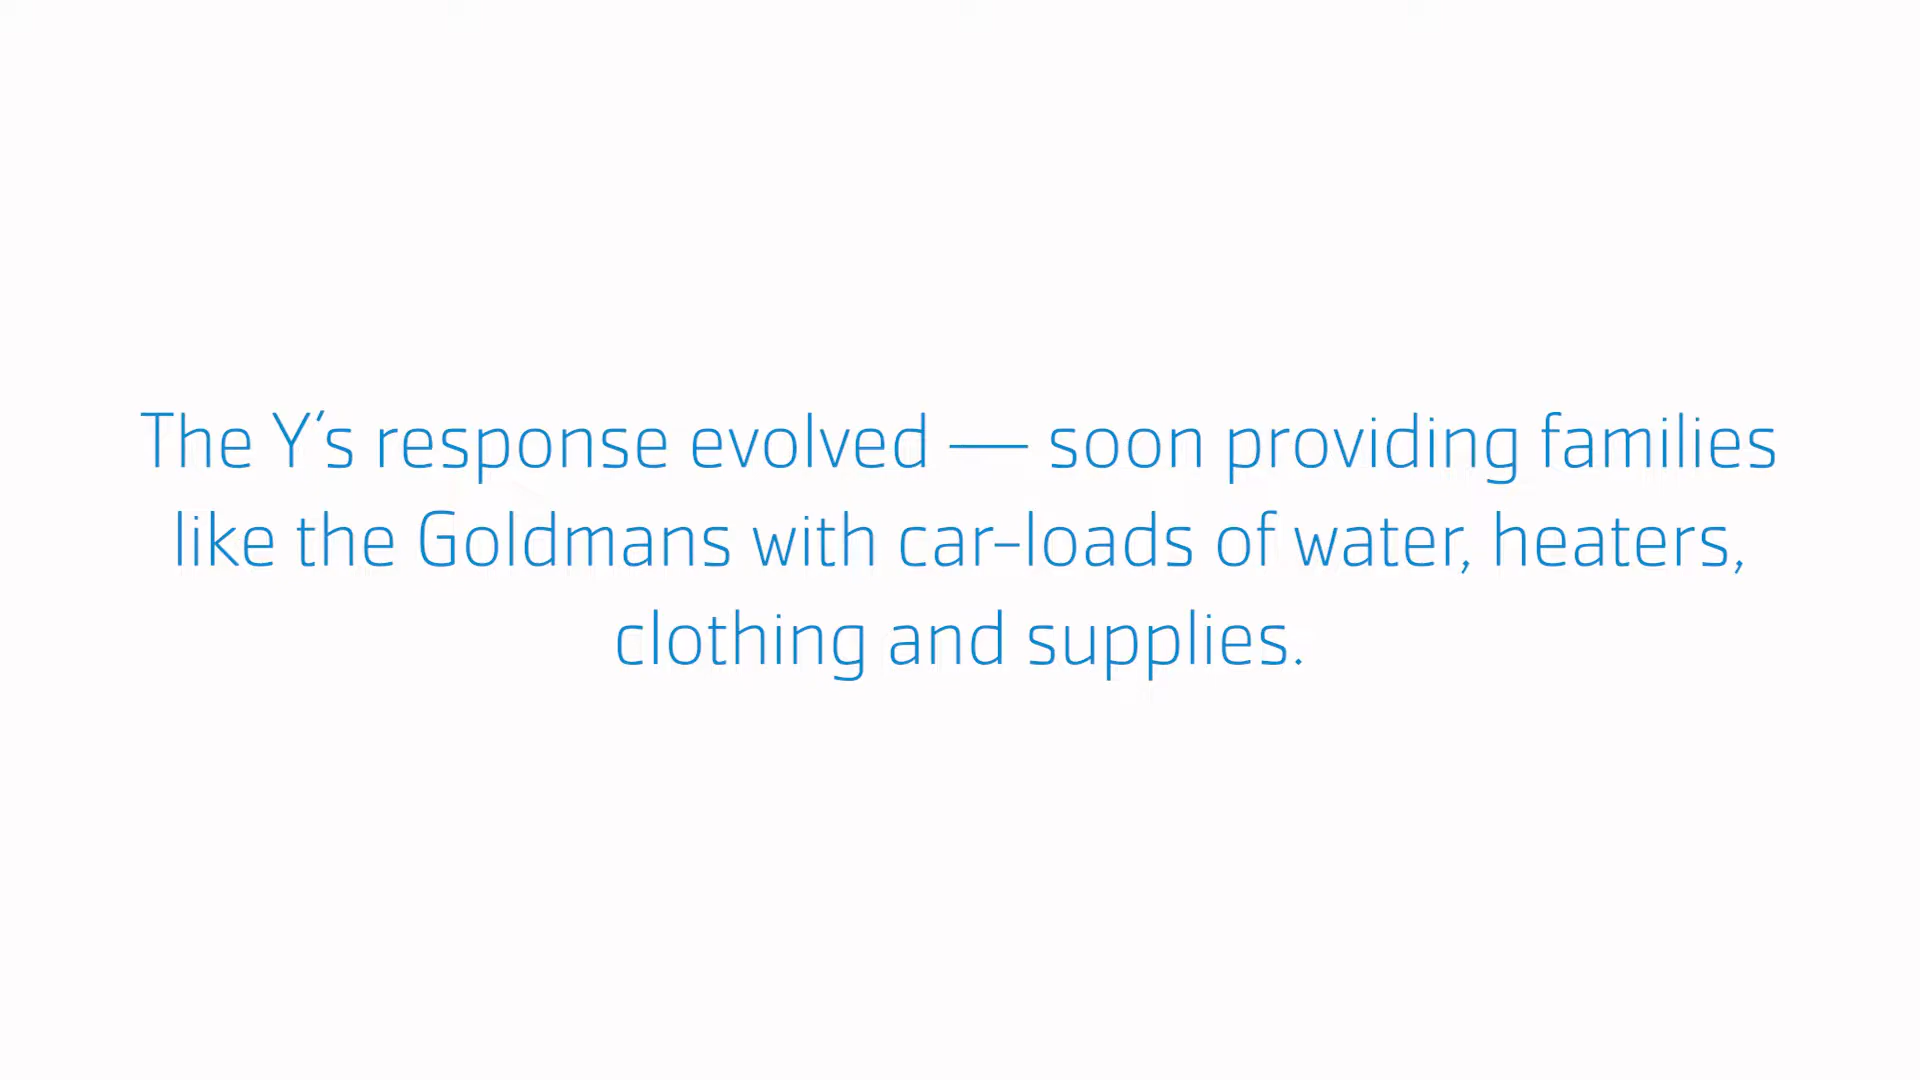 The Y's response evolved — soon providing families
like the Goldmans with car-loads of water, heaters,
clothing and supplies.